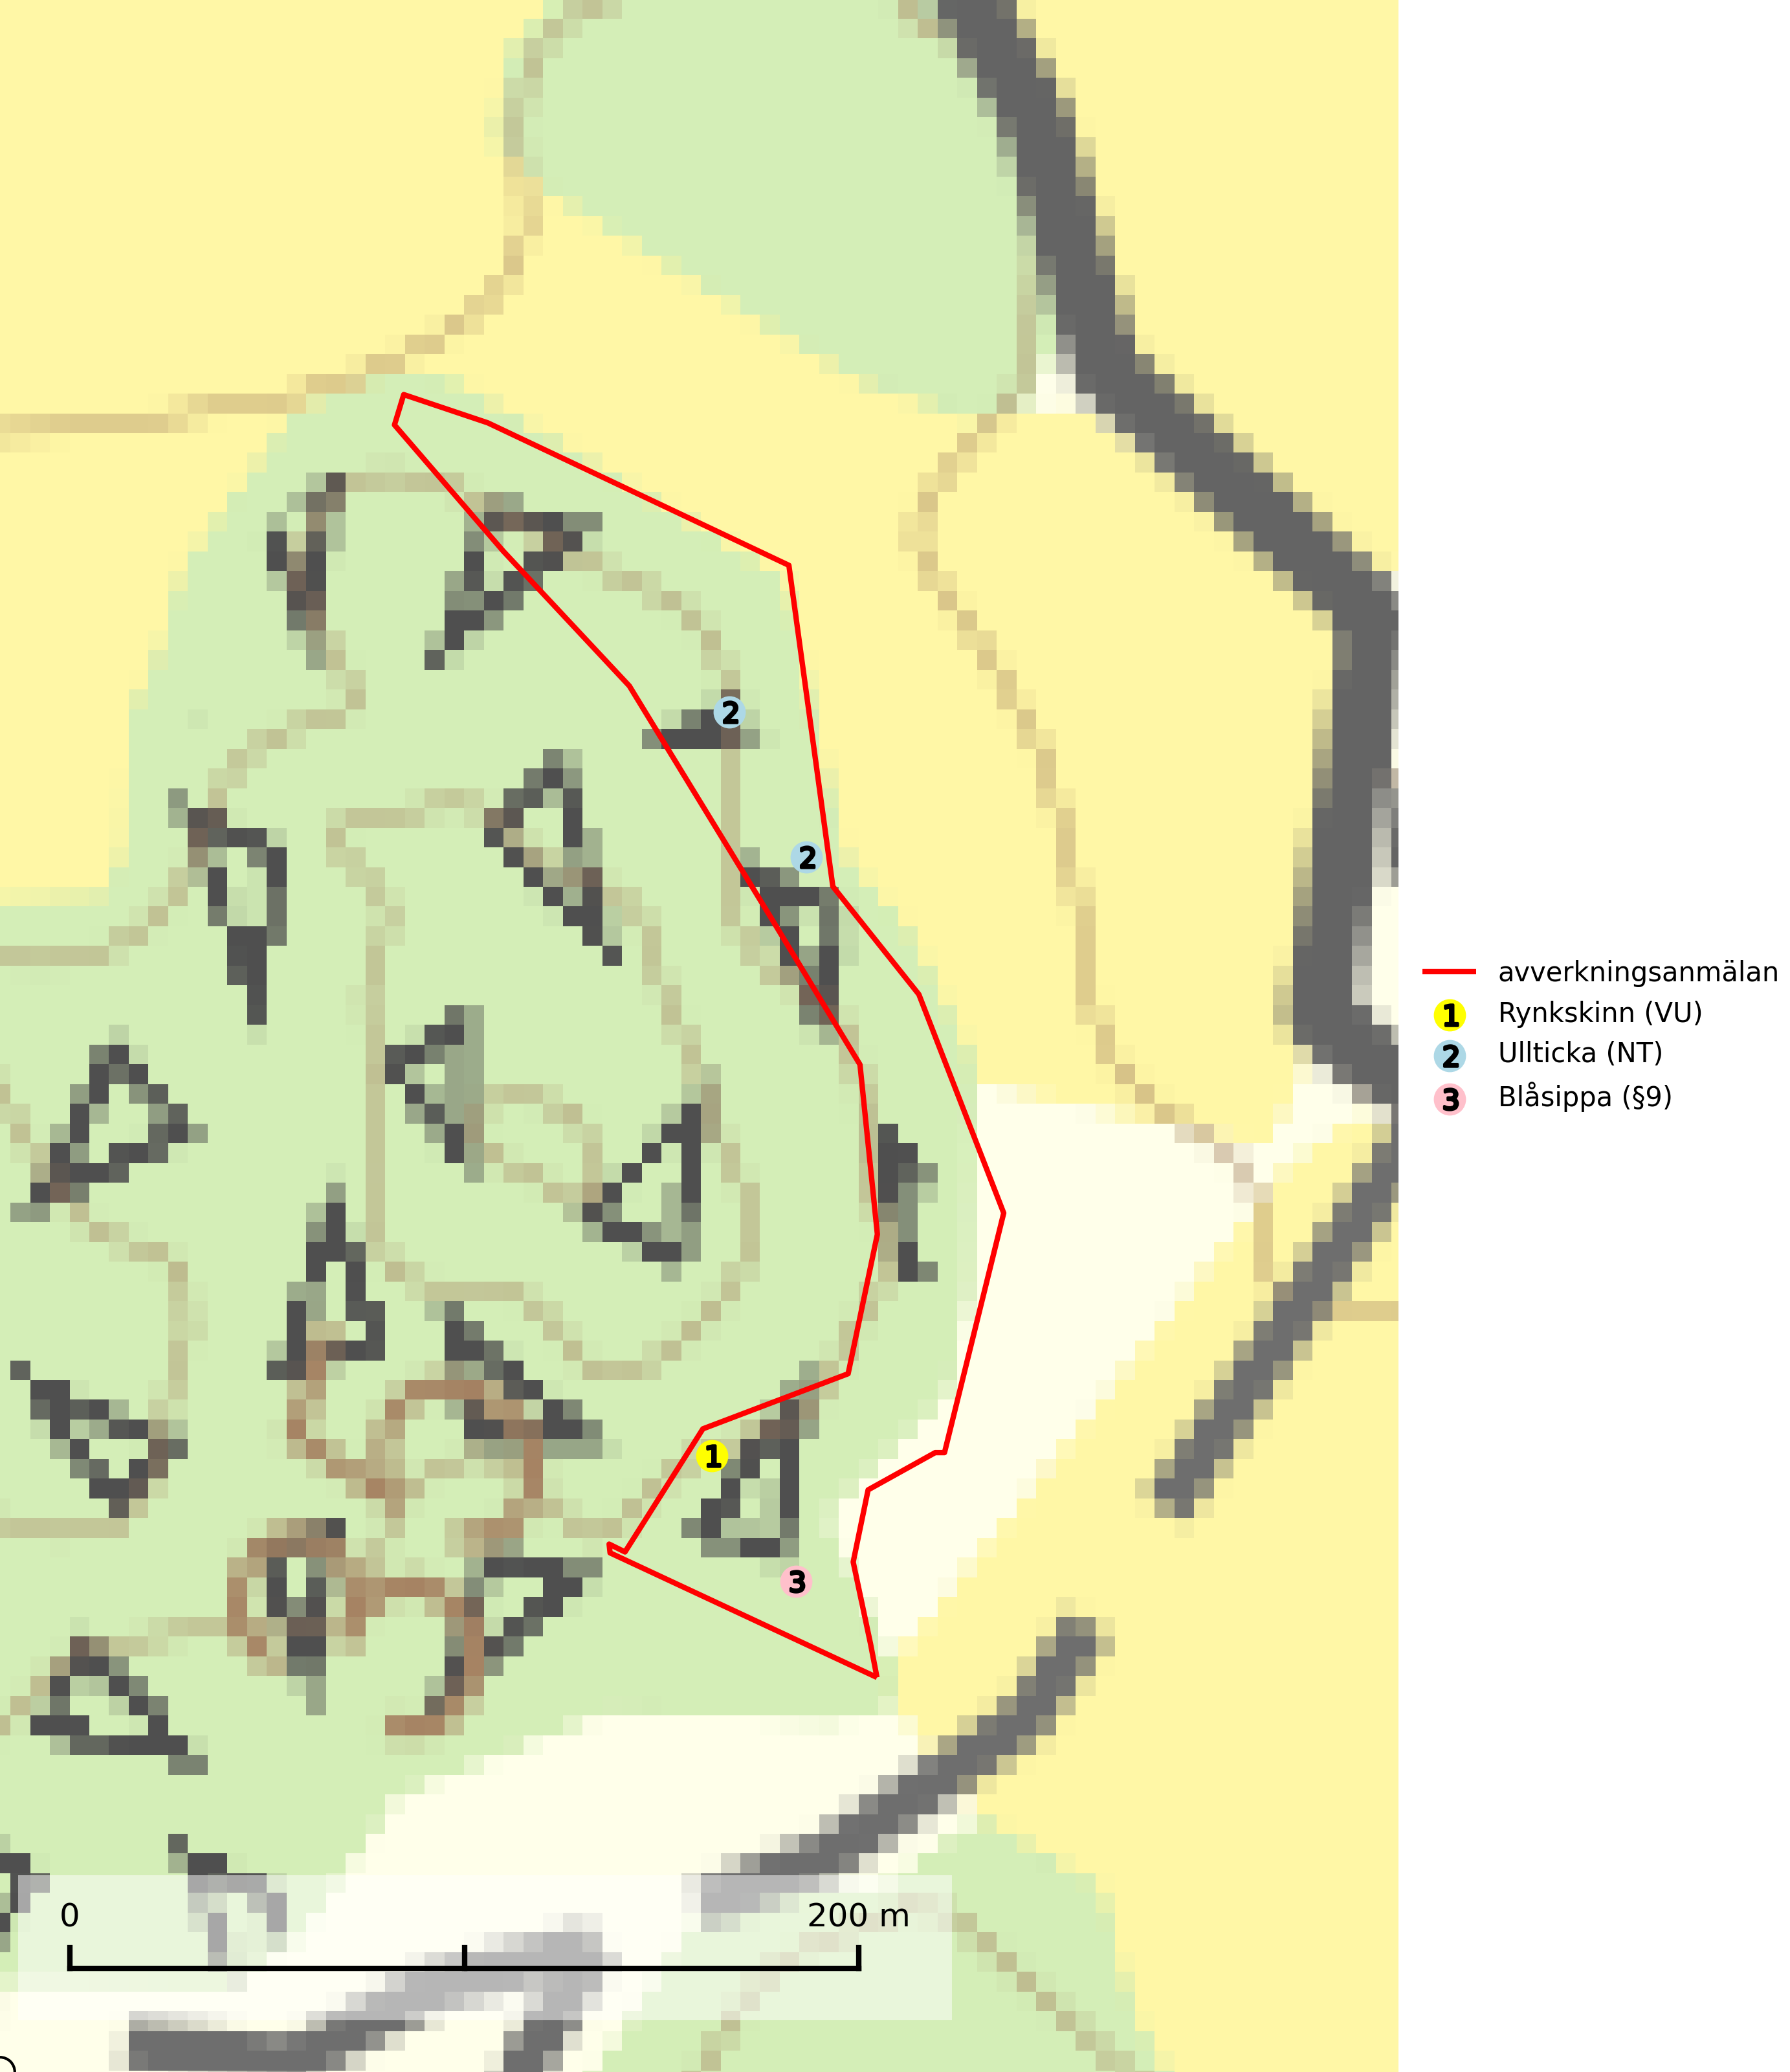 2
2
1
3
0 200 m
avverkningsanmälan
1 Rynkskinn (VU)
2 Ullticka (NT)
3 Blåsippa (§9)